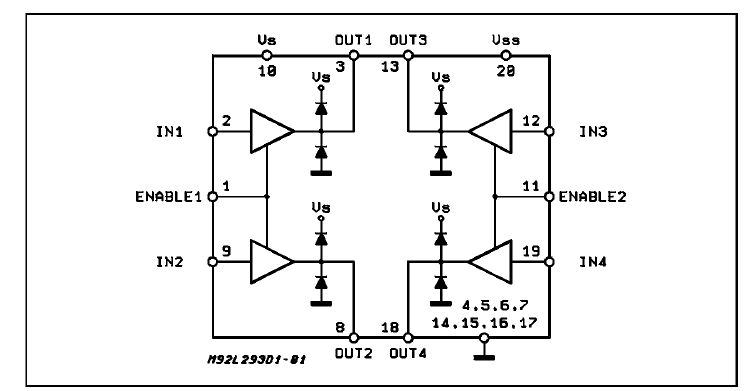 Vs OUT1 OUT3 Vss
10 3 13 20
Vs Vs
IN1 2 12 IN3
ENABLE1 1 11 ENABLE2
Vs Vs
IN2 9 19 IN4
4.5.6.7
8 18 14.15.16.17
M92L293D1-01 OUT2 OUT4